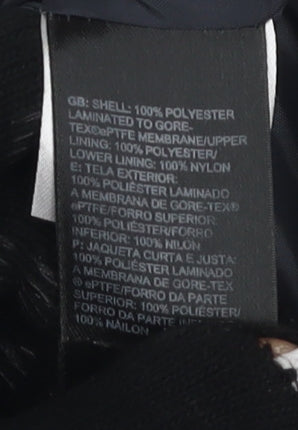 GB: SHELL: 100% POLYESTER
LAMINATED TO GORE-
TEX®ePTFE MEMBRANE/UPPER
LINING: 100% POLYESTER/
LOWER LINING: 100% NYLON
E: TELA EXTERIOR:
100% POLIÉSTER LAMINADO
A MEMBRANA DE GORE-TEX®
ePTFE/FORRO SUPERIOR:
100% POLIÉSTER/FORRO
INFERIOR: 100% NILON
P: JAQUETA CURTA E JUSTA:
100% POLIÉSTER LAMINADO
A MEMBRANA DE GORE-TEX
® ePTFE/FORRO DA PARTE
SUPERIOR: 100% POLIÉSTER/
FORRO DA PARTE
100% NÁILON